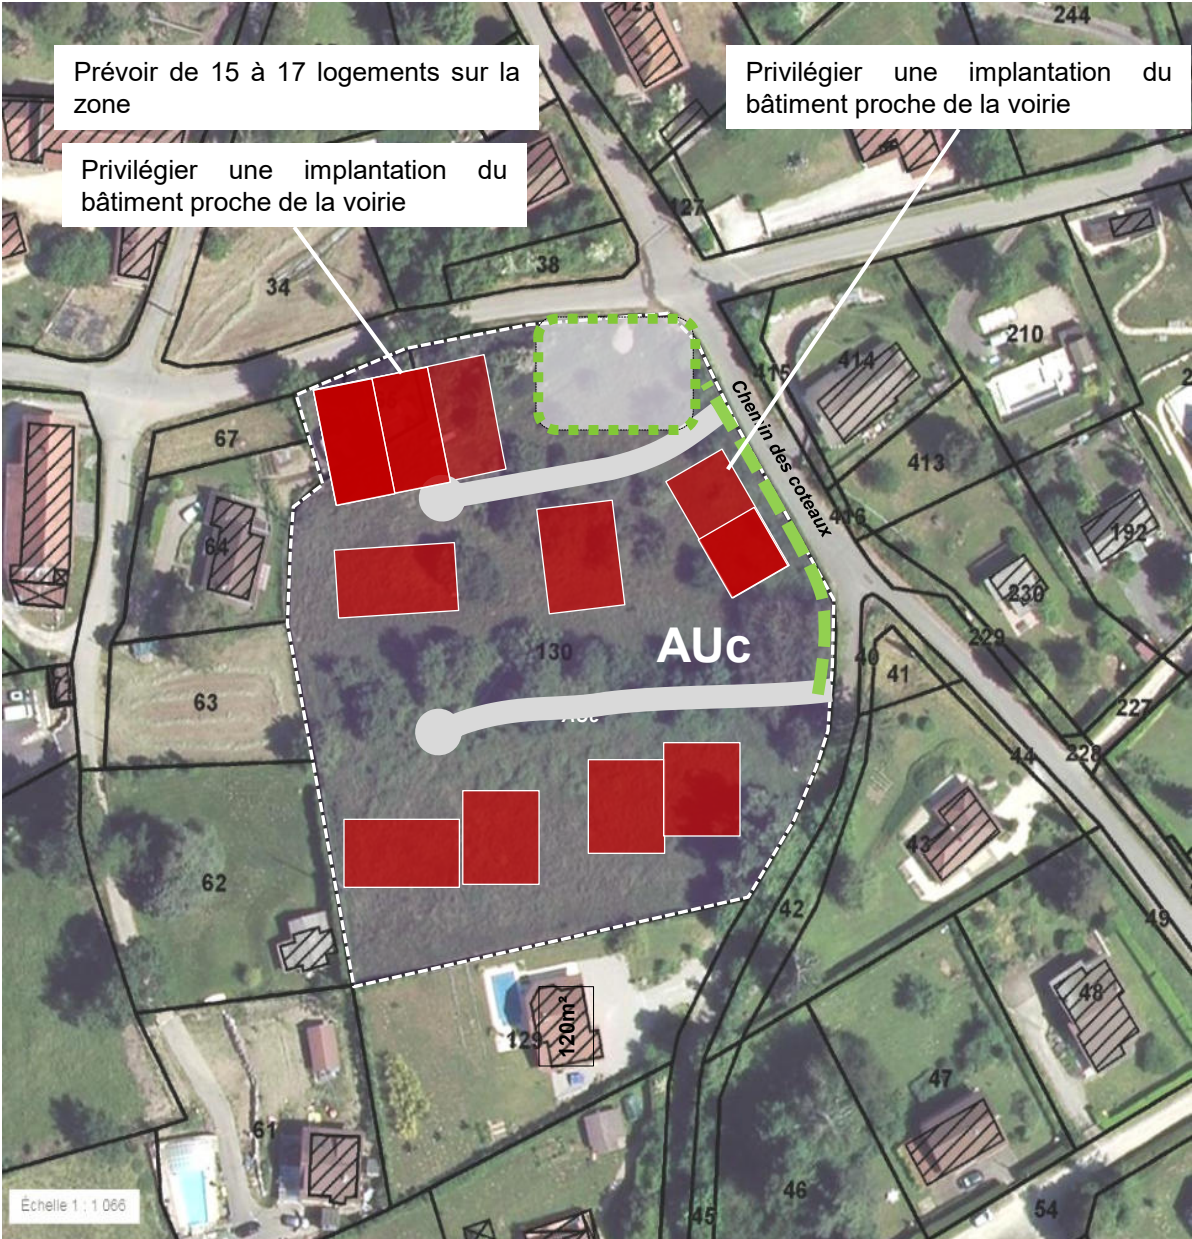 244
Prévoir de 15 à 17 logements sur la
zone
Privilégier une implantation du
bâtiment proche de la voirie
Privilégier une implantation du
bâtiment proche de la voirie
127
38
34
210
414
415
Chemin des coteaux
67
413
416
192
64
230
229
130
AUc
AUc
40
41
63
227
228
44
43
62
42
49
48
129
120m²
47
61
46
45
54
Échelle 1 : 1 066